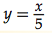 y = x/5